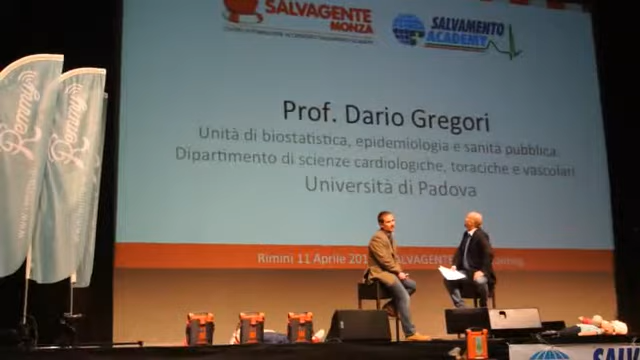 SALVAGENTE
MONZA
SALVAMENTO
ACADEMY
Prof. Dario Gregori
Unità di biostatistica, epidemiologia e sanità pubblica
Dipartimento di scienze cardiologiche, toraciche e vascolari
Università di Padova
Rimini 11 Aprile
SALVAGENTE
SALVAMENTO